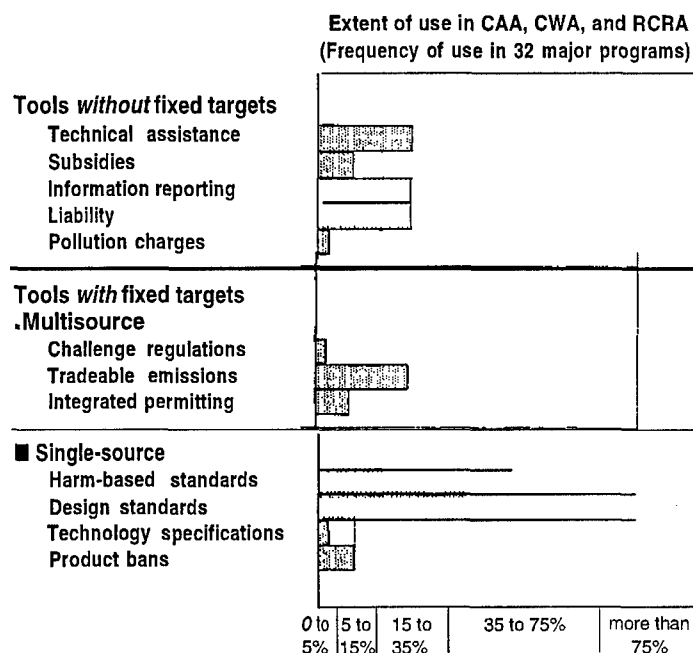 Extent of use in CAA, CWA, and RCRA
(Frequency of use in 32 major programs)
Tools without fixed targets
Technical assistance
Subsidies
Information reporting
Liability
Pollution charges
Tools with fixed targets
.Multisource
Challenge regulations
Tradeable emissions
Integrated permitting
■ Single-source
Harm-based standards
Design standards
Technology specifications
Product bans
0 to 5% 5 to 15% 15 to 35% 35 to 75% more than 75%